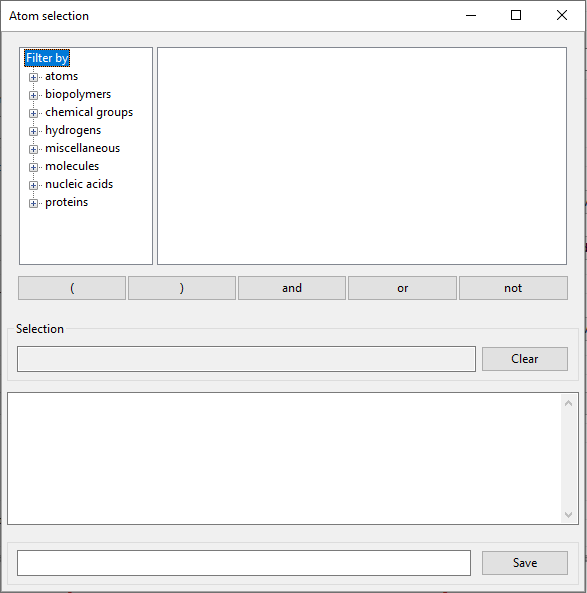 Atom selection
Filter by
atoms
biopolymers
chemical groups
hydrogens
miscellaneous
molecules
nucleic acids
proteins
( ) and or not
Selection
Clear
Save